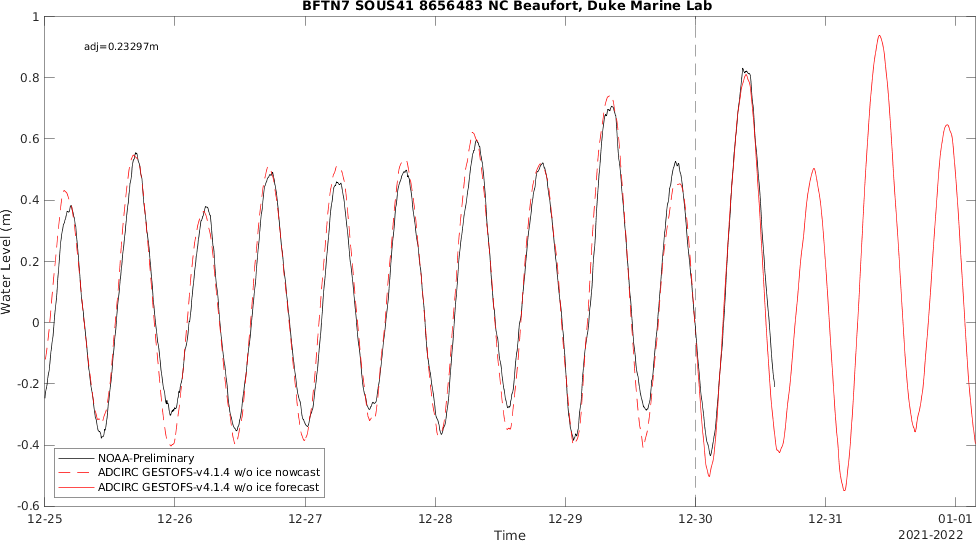 BFTN7 SOUS41 8656483 NC Beaufort, Duke Marine Lab
adj=0.23297m
1
0.8
0.6
0.4
0.2
0
-0.2
-0.4
-0.6
Water Level (m)
NOAA-Preliminary
ADCIRC GESTOFS-v4.1.4 w/o ice nowcast
ADCIRC GESTOFS-v4.1.4 w/o ice forecast
12-25 12-26 12-27 12-28 12-29 12-30 12-31 01-01
Time
2021-2022